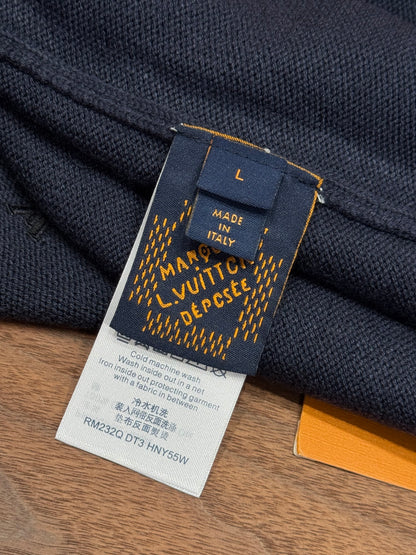 L
MADE IN
ITALY
L.VUITTON
DÉPOSÉE
Cold machine wash
Wash inside out in a net
Iron inside out protecting garment
with a fabric in between
冷水机洗
装入网袋反面洗涤
垫布反面熨烫
RM232Q DT3 HNY55W